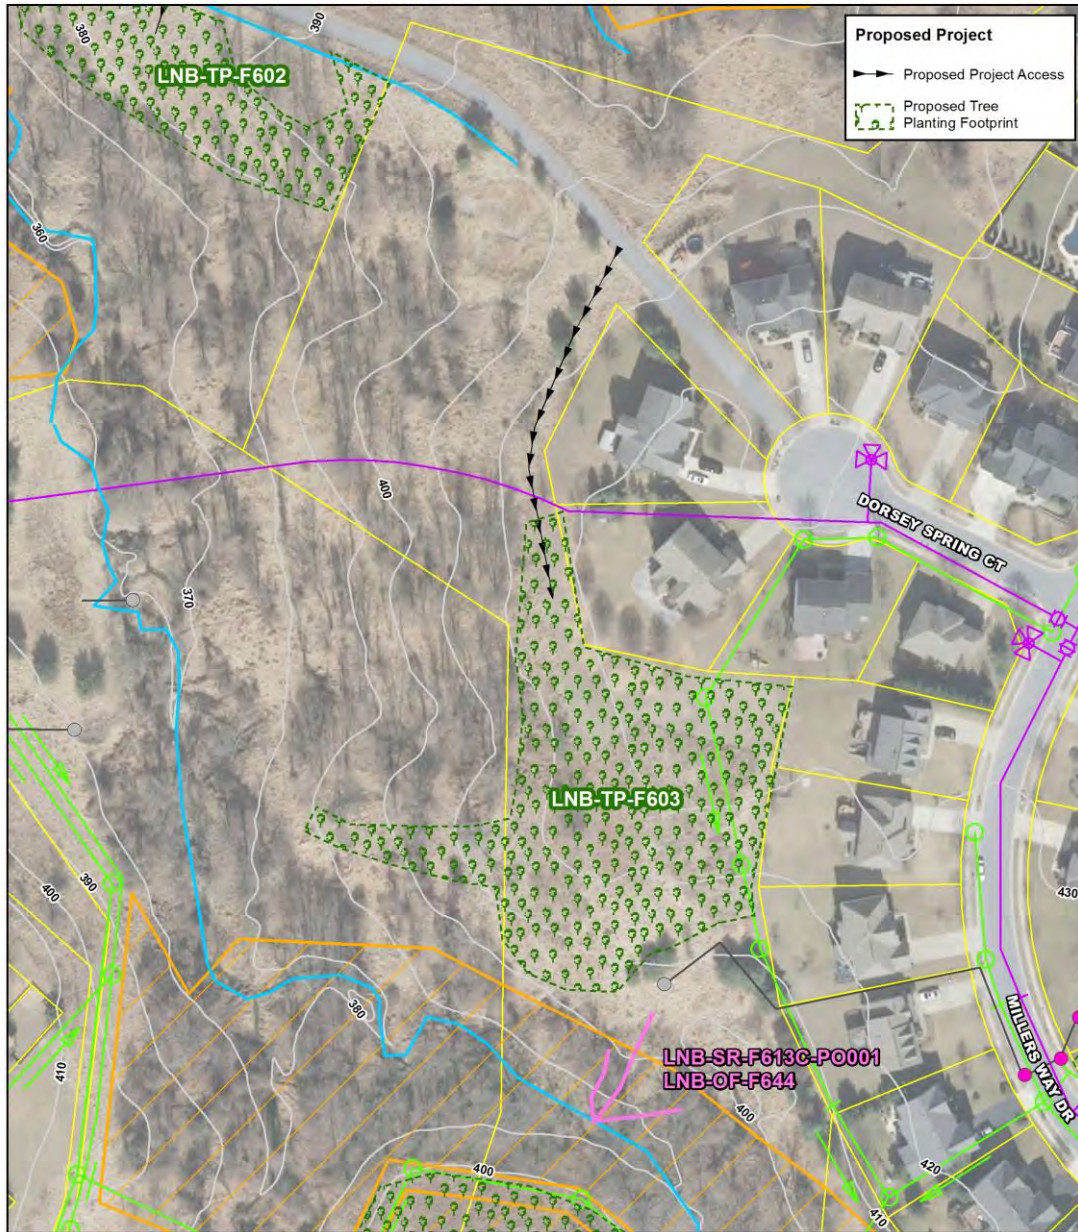 390
380
LNB-TP-F602
Proposed Project
Proposed Project Access
Proposed Tree
Planting Footprint
360
400
DORSEY SPRING CT
370
LNB-TP-F603
390
400
430
380
410
LNB-SR-F613C-PO001
LNB-OF-F644
400
MILLERS WAY DR
400
420
410